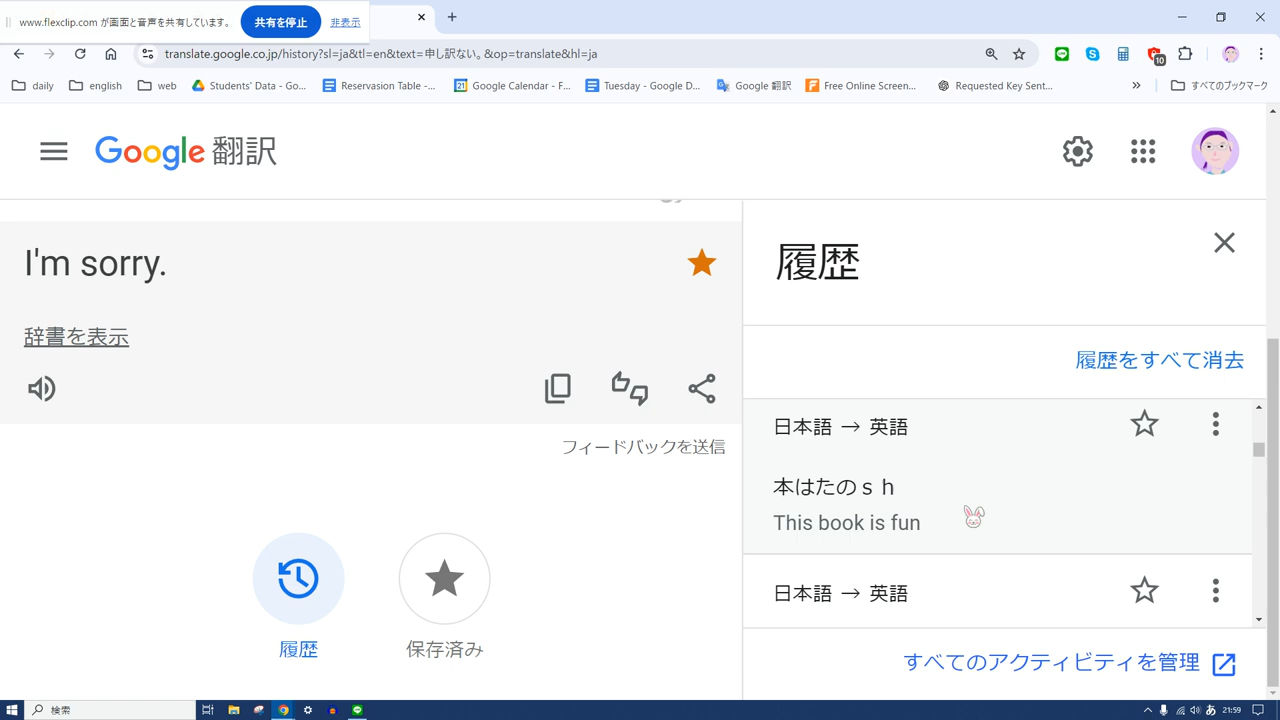 www.flexclip.com が画面と音声を共有しています。 共有を停止 非表示
translate.google.co.jp/history?sl=ja&tl=en&text=申し訳ない。&op=translate&hl=ja
10
daily english web Students' Data - Go... Reservasion Table -... Google Calendar - F... Tuesday - Google D... Google 翻訳 Free Online Screen... Requested Key Sent... » すべてのブックマーク
Google 翻訳
I'm sorry.
辞書を表示
フィードバックを送信
履歴
保存済み
履歴
履歴をすべて消去
日本語 → 英語
本はたのｓｈ
This book is fun
日本語 → 英語
すべてのアクティビティを管理
検索
あ 21:59